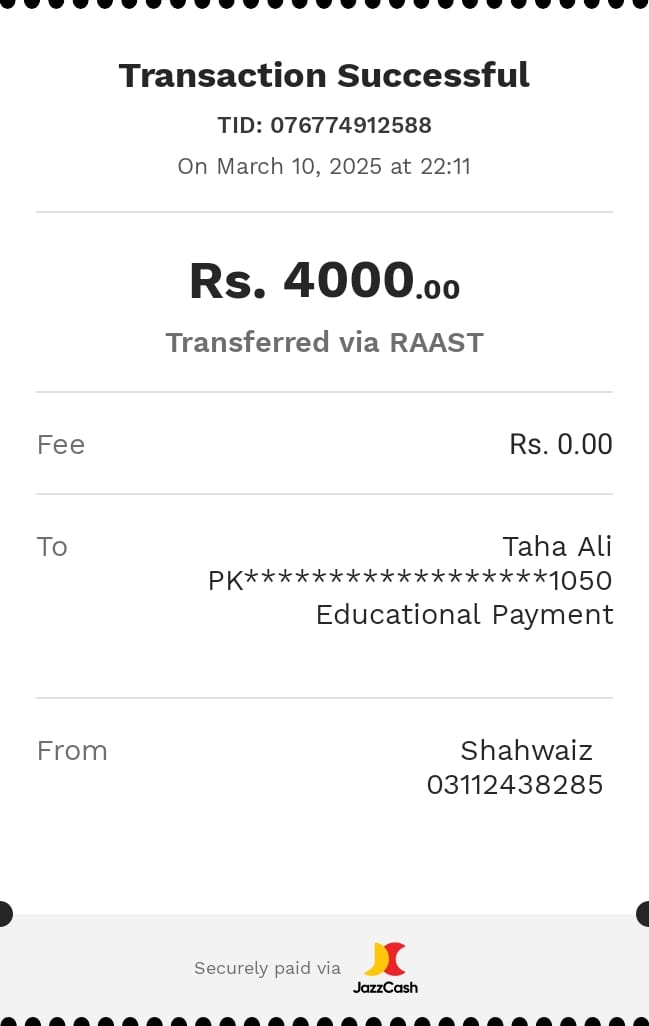 Transaction Successful
TID: 076774912588
On March 10, 2025 at 22:11
Rs. 4000.00
Transferred via RAAST
Fee Rs. 0.00
To Taha Ali
PK******************1050
Educational Payment
From Shahwaiz
03112438285
Securely paid via JazzCash